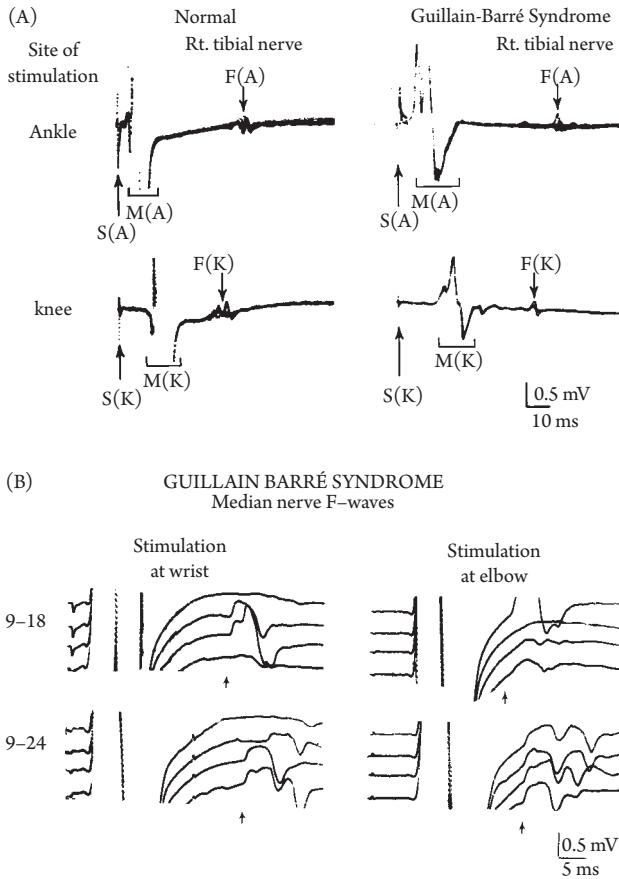 (A)
Normal
Guillain-Barré Syndrome
Site of
stimulation
Rt. tibial nerve
Rt. tibial nerve
F(A)
F(A)
Ankle
M(A)
M(A)
S(A)
S(A)
F(K)
F(K)
knee
M(K)
M(K)
S(K)
S(K)
0.5 mV
10 ms
(B)
GUILLAIN BARRÉ SYNDROME
Median nerve F–waves
Stimulation
at wrist
Stimulation
at elbow
9–18
9–24
0.5 mV
5 ms